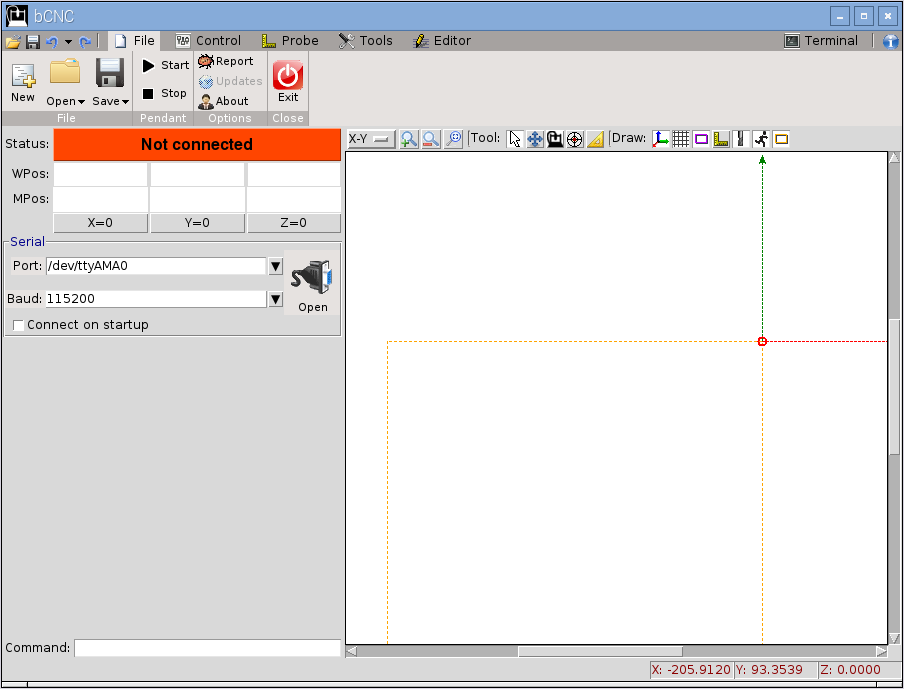 bCNC
File Control Probe Tools Editor Terminal
New Open Save Start Stop Report Updates About Exit
File Pendant Options Close
Status: Not connected
X-Y Tool: Draw:
WPos:
MPos:
X=0 Y=0 Z=0
Serial
Port: /dev/ttyAMA0
Baud: 115200
Open
Connect on startup
Command:
X: -205.9120 Y: 93.3539 Z: 0.0000